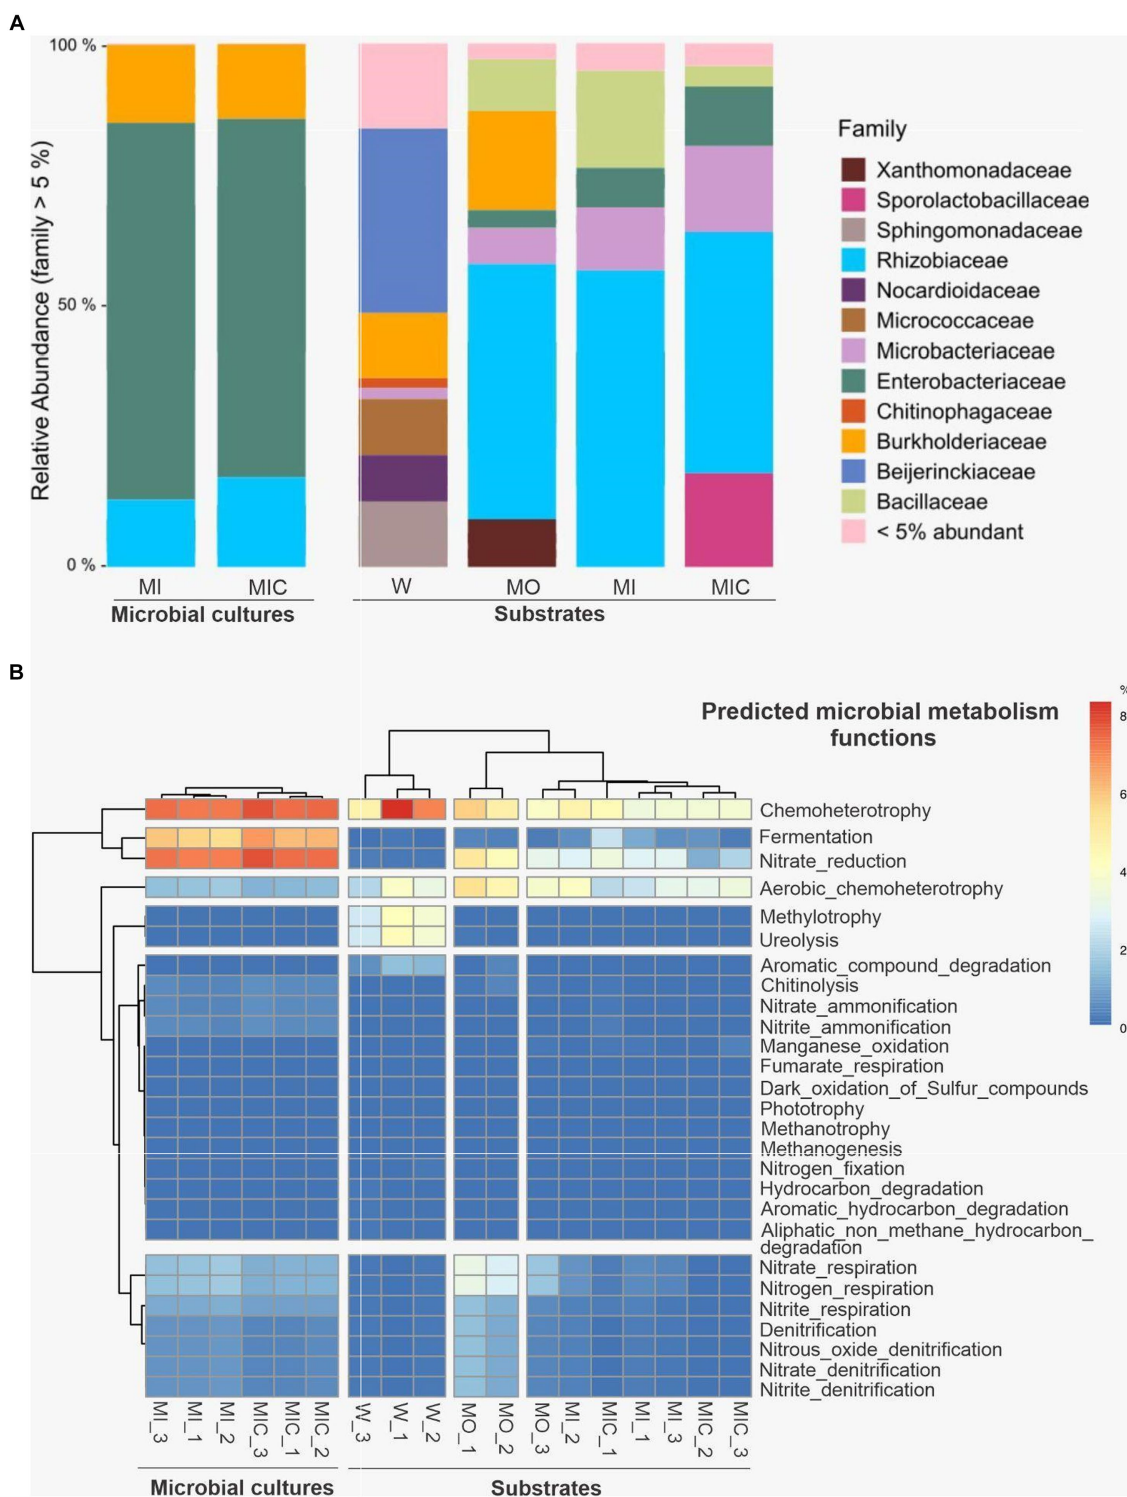 A
100 %
50 %
0 %
Relative Abundance (family > 5 %)
MI
MIC
W
MO
MI
MIC
Microbial cultures
Substrates
Family
Xanthomonadaceae
Sporolactobacillaceae
Sphingomonadaceae
Rhizobiaceae
Nocardioidaceae
Micrococcaceae
Microbacteriaceae
Enterobacteriaceae
Chitinophagaceae
Burkholderiaceae
Beijerinckiaceae
Bacillaceae
< 5% abundant
B
Predicted microbial metabolism
functions
%
8
6
4
2
0
Chemoheterotrophy
Fermentation
Nitrate_reduction
Aerobic_chemoheterotrophy
Methylotrophy
Ureolysis
Aromatic_compound_degradation
Chitinolysis
Nitrate_ammonification
Nitrite_ammonification
Manganese_oxidation
Fumarate_respiration
Dark_oxidation_of_Sulfur_compounds
Phototrophy
Methanotrophy
Methanogenesis
Nitrogen_fixation
Hydrocarbon_degradation
Aromatic_hydrocarbon_degradation
Aliphatic_non_methane_hydrocarbon_
degradation
Nitrate_respiration
Nitrogen_respiration
Nitrite_respiration
Denitrification
Nitrous_oxide_denitrification
Nitrate_denitrification
Nitrite_denitrification
MI_3
MI_1
MI_2
MIC_3
MIC_1
MIC_2
W_3
W_1
W_2
MO_1
MO_2
MO_3
MI_2
MIC_1
MI_1
MI_3
MIC_2
MIC_3
Microbial cultures
Substrates